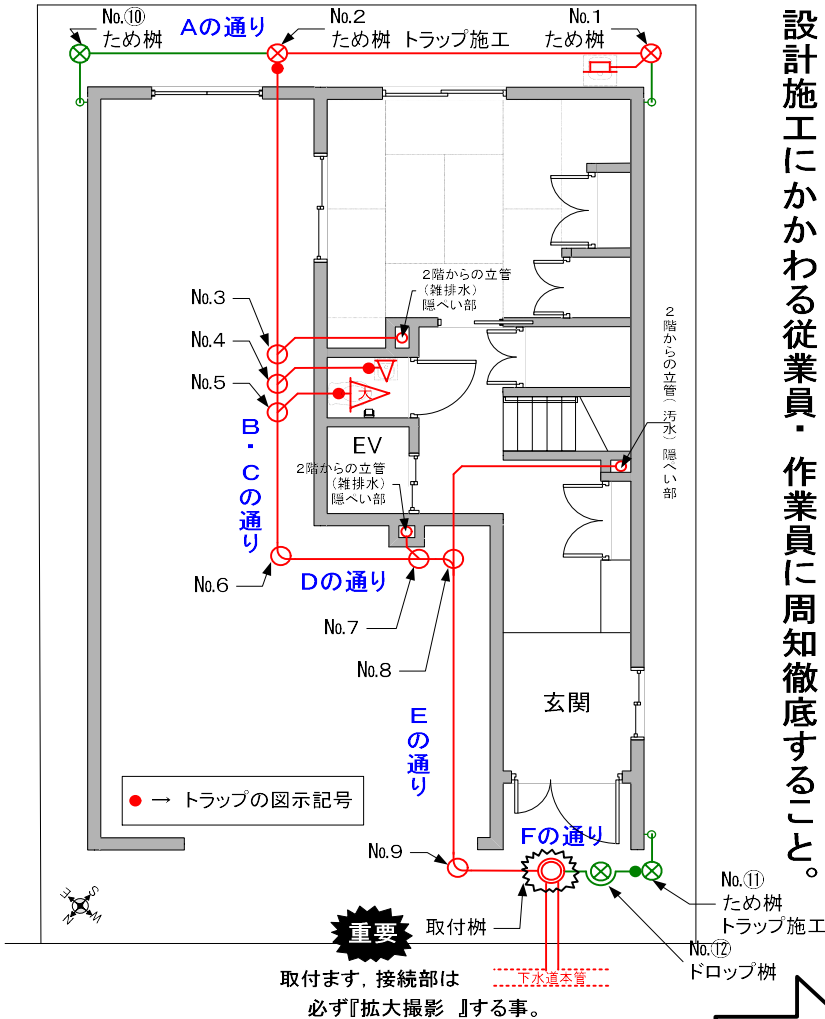 No.⑩
ため桝
Aの通り
No.2
ため桝 トラップ施工
No.1
ため桝
設計施工にかかわる従業員・作業員に周知徹底すること。
No.3
No.4
No.5
2階からの立管
(雑排水)
隠ぺい部
2階からの立管(汚水)隠ぺい部
大
B・Cの通り
EV
2階からの立管
(雑排水)
隠ぺい部
No.6
Dの通り
No.7
No.8
Eの通り
玄関
● → トラップの図示記号
Fの通り
No.9
取付桝
No.⑪
ため桝
トラップ施工
No.⑫
ドロップ桝
S
E
W
N
重要
取付ます,接続部は
必ず『拡大撮影 』する事。
下水道本管